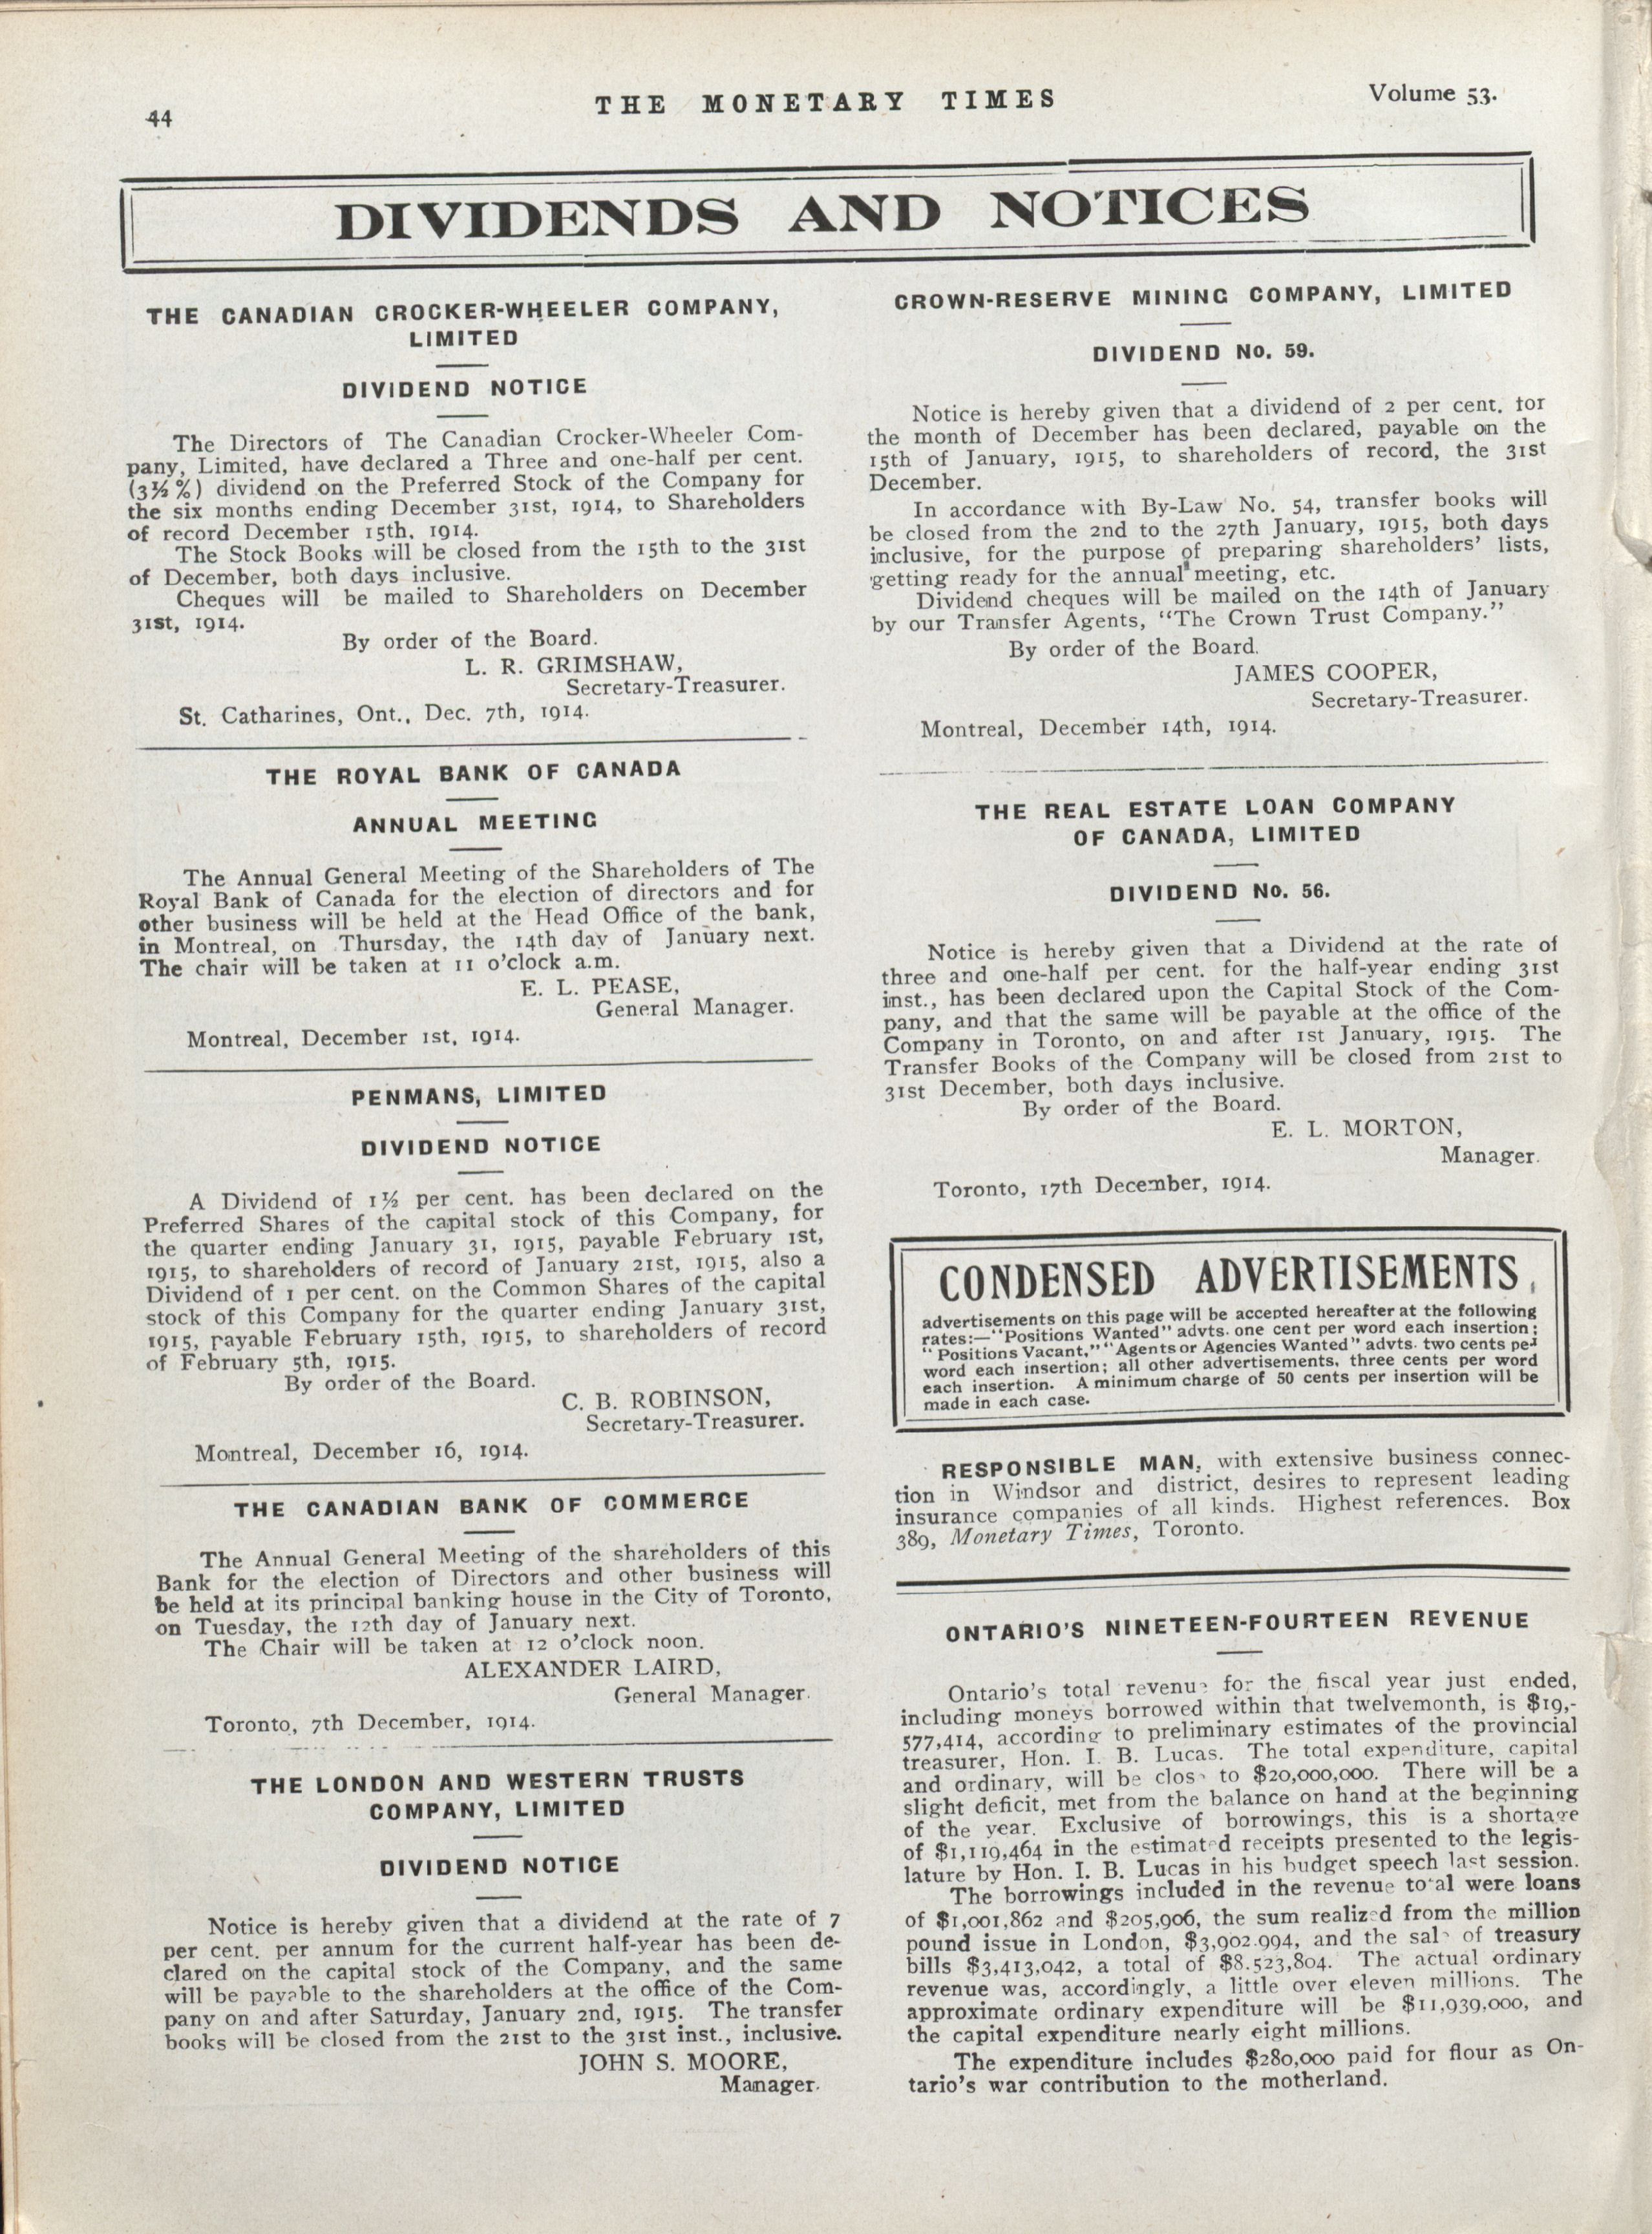 44
THE MONETARY TIMES
Volume 53.
DIVIDENDS AND NOTICES
THE CANADIAN CROCKER-WHEELER COMPANY,
LIMITED
DIVIDEND NOTICE
The Directors of The Canadian Crocker-Wheeler Com-
pany, Limited, have declared a Three and one-half per cent.
(3½%) dividend on the Preferred Stock of the Company for
the six months ending December 31st, 1914, to Shareholders
of record December 15th, 1914.
The Stock Books will be closed from the 15th to the 31st
of December, both days inclusive.
Cheques will be mailed to Shareholders on December
31st, 1914.
By order of the Board.
L. R. GRIMSHAW,
Secretary-Treasurer.
St. Catharines, Ont., Dec. 7th, 1914.
THE ROYAL BANK OF CANADA
ANNUAL MEETING
The Annual General Meeting of the Shareholders of The
Royal Bank of Canada for the election of directors and for
other business will be held at the Head Office of the bank,
in Montreal, on Thursday, the 14th day of January next.
The chair will be taken at 11 o'clock a.m.
E. L. PEASE,
General Manager.
Montreal, December 1st, 1914.
PENMANS, LIMITED
DIVIDEND NOTICE
A Dividend of 1½ per cent. has been declared on the
Preferred Shares of the capital stock of this Company, for
the quarter ending January 31, 1915, payable February 1st,
1915, to shareholders of record of January 21st, 1915, also a
Dividend of 1 per cent. on the Common Shares of the capital
stock of this Company for the quarter ending January 31st,
1915, payable February 15th, 1915, to shareholders of record
of February 5th, 1915.
By order of the Board.
C. B. ROBINSON,
Secretary-Treasurer.
Montreal, December 16, 1914.
THE CANADIAN BANK OF COMMERCE
The Annual General Meeting of the shareholders of this
Bank for the election of Directors and other business will
be held at its principal banking house in the City of Toronto,
on Tuesday, the 12th day of January next.
The Chair will be taken at 12 o'clock noon.
ALEXANDER LAIRD,
General Manager.
Toronto, 7th December, 1914.
THE LONDON AND WESTERN TRUSTS
COMPANY, LIMITED
DIVIDEND NOTICE
Notice is hereby given that a dividend at the rate of 7
per cent. per annum for the current half-year has been de-
clared on the capital stock of the Company, and the same
will be payable to the shareholders at the office of the Com-
pany on and after Saturday, January 2nd, 1915. The transfer
books will be closed from the 21st to the 31st inst., inclusive.
JOHN S. MOORE,
Manager.
CROWN-RESERVE MINING COMPANY, LIMITED
DIVIDEND No. 59.
Notice is hereby given that a dividend of 2 per cent. for
the month of December has been declared, payable on the
15th of January, 1915, to shareholders of record, the 31st
December.
In accordance with By-Law No. 54, transfer books will
be closed from the 2nd to the 27th January, 1915, both days
inclusive, for the purpose of preparing shareholders' lists,
getting ready for the annual meeting, etc.
Dividend cheques will be mailed on the 14th of January
by our Transfer Agents, "The Crown Trust Company."
By order of the Board.
JAMES COOPER,
Secretary-Treasurer.
Montreal, December 14th, 1914.
THE REAL ESTATE LOAN COMPANY
OF CANADA, LIMITED
DIVIDEND No. 56.
Notice is hereby given that a Dividend at the rate of
three and one-half per cent. for the half-year ending 31st
inst., has been declared upon the Capital Stock of the Com-
pany, and that the same will be payable at the office of the
Company in Toronto, on and after 1st January, 1915. The
Transfer Books of the Company will be closed from 21st to
31st December, both days inclusive.
By order of the Board.
E. L. MORTON,
Manager.
Toronto, 17th December, 1914.
CONDENSED ADVERTISEMENTS
advertisements on this page will be accepted hereafter at the following
rates:—"Positions Wanted" advts. one cent per word each insertion;
"Positions Vacant," "Agents or Agencies Wanted" advts. two cents per
word each insertion; all other advertisements, three cents per word
each insertion. A minimum charge of 50 cents per insertion will be
made in each case.
RESPONSIBLE MAN, with extensive business connec-
tion in Windsor and district, desires to represent leading
insurance companies of all kinds. Highest references. Box
389, Monetary Times, Toronto.
ONTARIO'S NINETEEN-FOURTEEN REVENUE
Ontario's total revenue for the fiscal year just ended,
including moneys borrowed within that twelvemonth, is $19,-
577,414, according to preliminary estimates of the provincial
treasurer, Hon. I. B. Lucas. The total expenditure, capital
and ordinary, will be close to $20,000,000. There will be a
slight deficit, met from the balance on hand at the beginning
of the year. Exclusive of borrowings, this is a shortage
of $1,119,464 in the estimated receipts presented to the legis-
lature by Hon. I. B. Lucas in his budget speech last session.
The borrowings included in the revenue total were loans
of $1,001,862 and $205,906, the sum realized from the million
pound issue in London, $3,902,994, and the sale of treasury
bills $3,413,042, a total of $8,523,804. The actual ordinary
revenue was, accordingly, a little over eleven millions. The
approximate ordinary expenditure will be $11,939,000, and
the capital expenditure nearly eight millions.
The expenditure includes $280,000 paid for flour as On-
tario's war contribution to the motherland.